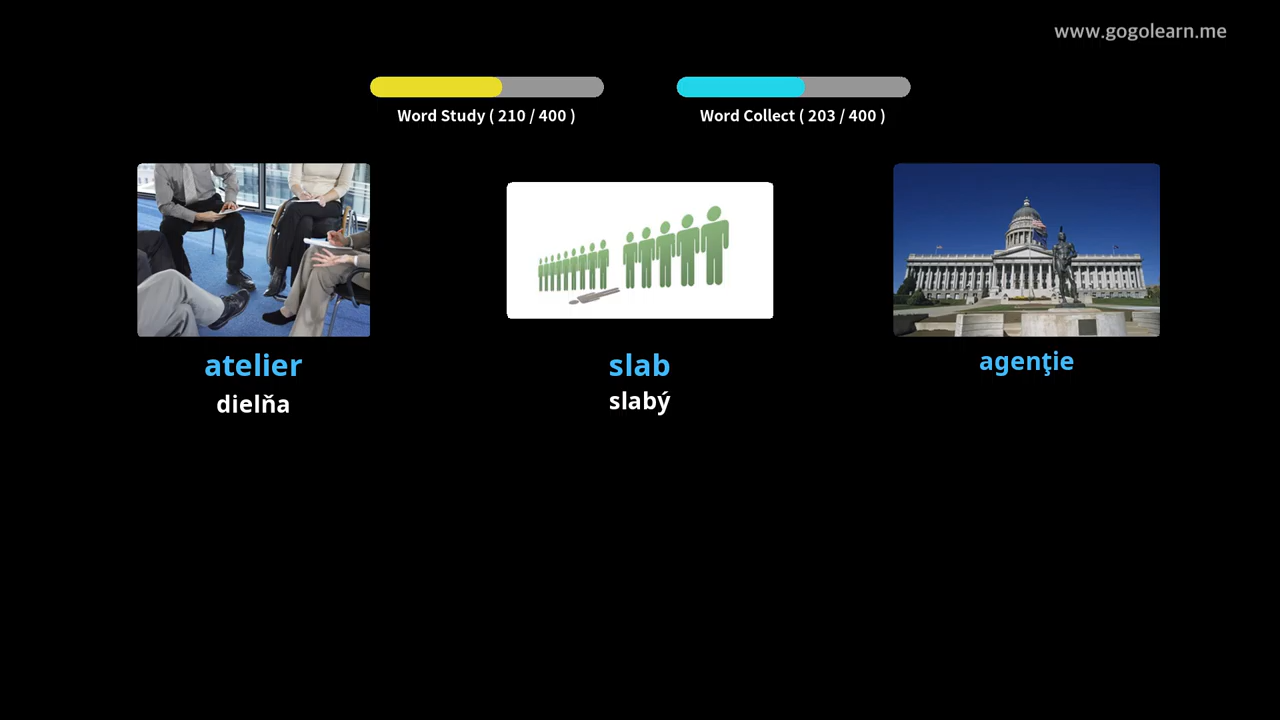 www.gogolearn.me
Word Study ( 210 / 400 )
Word Collect ( 203 / 400 )
atelier
dielňa
slab
slabý
agenţie